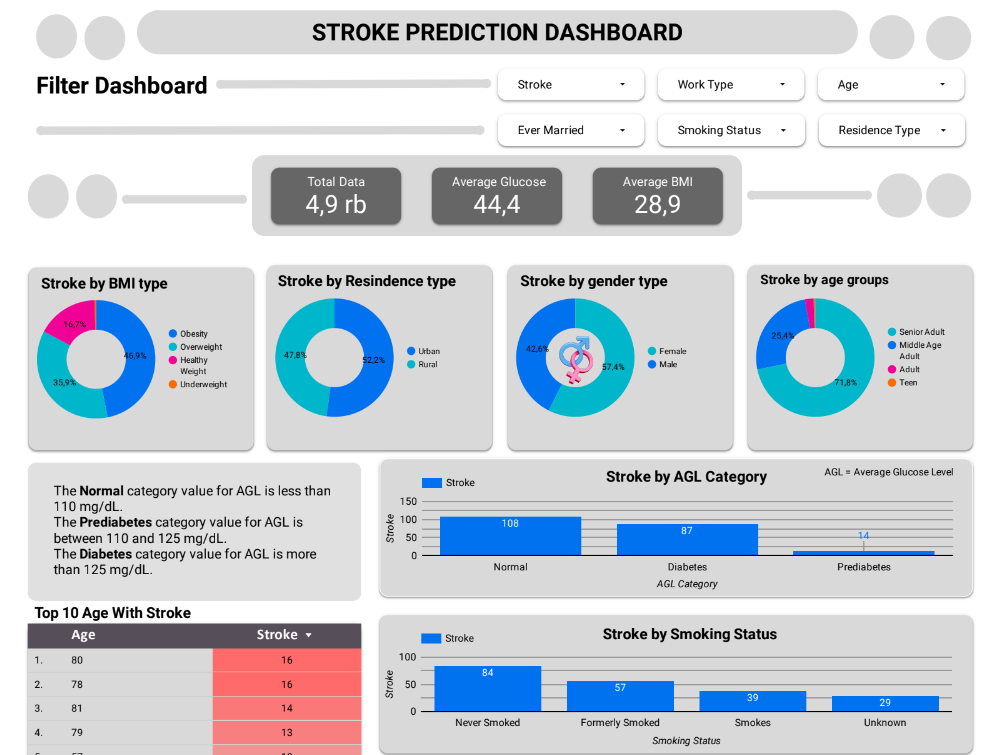 STROKE PREDICTION DASHBOARD
Filter Dashboard
Stroke
Work Type
Age
Ever Married
Smoking Status
Residence Type
Total Data
4,9 rb
Average Glucose
44,4
Average BMI
28,9
Stroke by BMI type
16,7%
46,9%
35,9%
Obesity
Overweight
Healthy
Weight
Underweight
Stroke by Resindence type
47,8%
52,2%
Urban
Rural
Stroke by gender type
42,6%
57,4%
Female
Male
Stroke by age groups
25,4%
71,8%
Senior Adult
Middle Age
Adult
Adult
Teen
The Normal category value for AGL is less than
110 mg/dL.
The Prediabetes category value for AGL is
between 110 and 125 mg/dL.
The Diabetes category value for AGL is more
than 125 mg/dL.
Stroke by AGL Category
AGL = Average Glucose Level
Stroke
Stroke
150
100
50
0
108
87
14
Normal
Diabetes
Prediabetes
AGL Category
Top 10 Age With Stroke
Age Stroke
1. 80 16
2. 78 16
3. 81 14
4. 79 13
Stroke by Smoking Status
Stroke
Stroke
100
50
0
84
57
39
29
Never Smoked
Formerly Smoked
Smokes
Unknown
Smoking Status